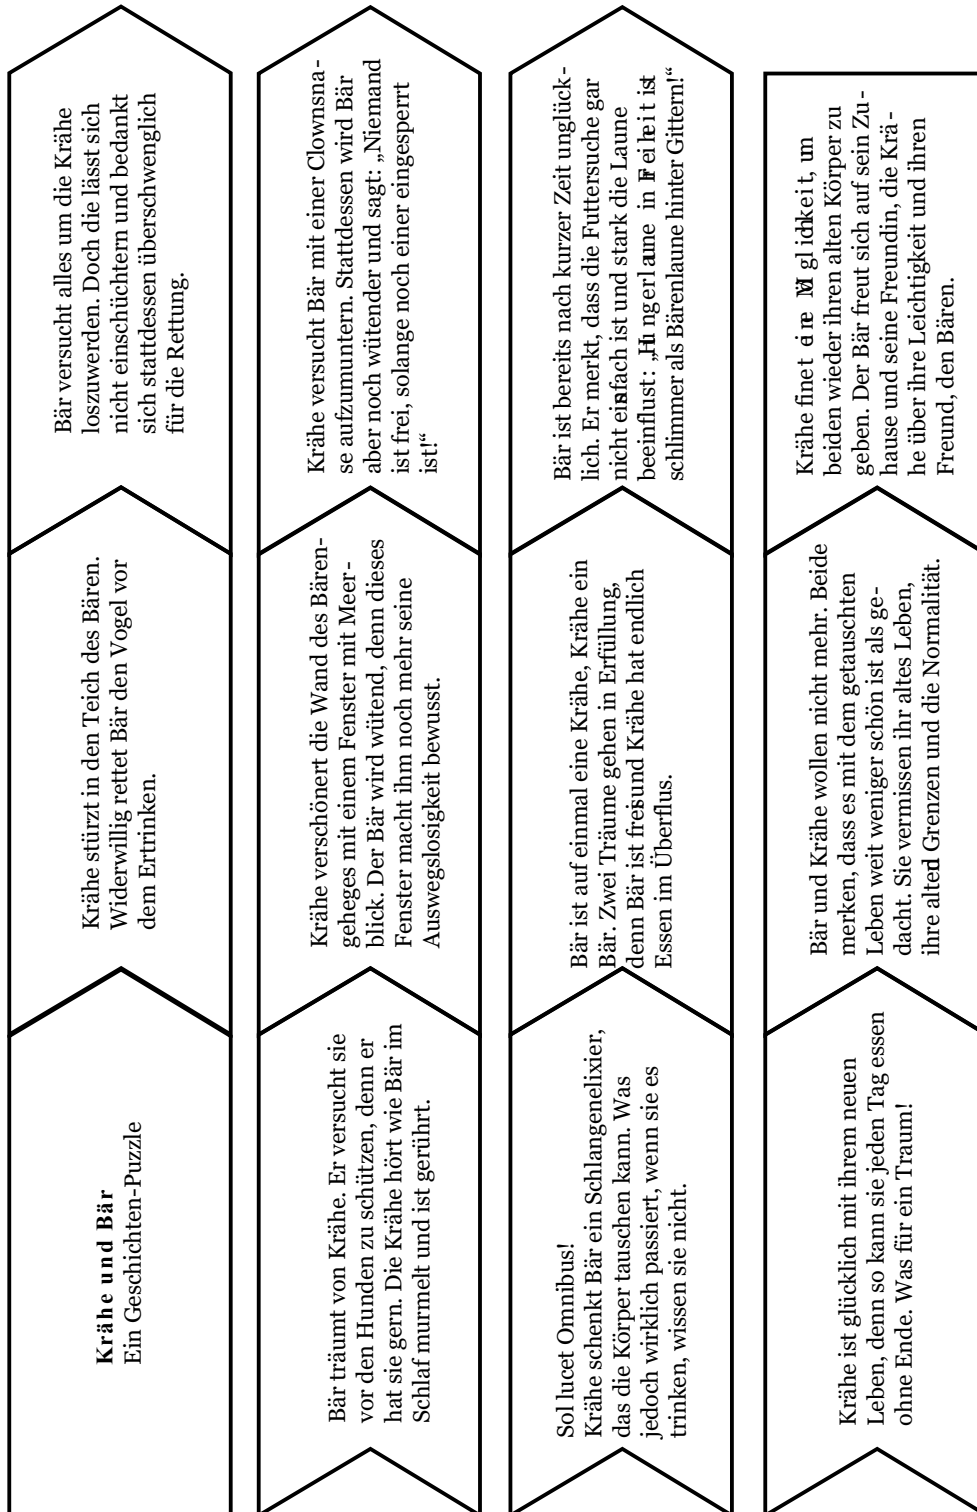 Krähe und Bär
Ein Geschichten-Puzzle
Krähe stürzt in den Teich des Bären.
Widerwillig rettet Bär den Vogel vor
dem Ertrinken.
Bär versucht alles um die Krähe
loszuwerden. Doch die lässt sich
nicht einschüchtern und bedankt
sich stattdessen überschwenglich
für die Rettung.
Bär träumt von Krähe. Er versucht sie
vor den Hunden zu schützen, denn er
hat sie gern. Die Krähe hört wie Bär im
Schlaf murmelt und ist gerührt.
Krähe verschönert die Wand des Bären-
geheges mit einem Fenster mit Meer-
blick. Der Bär wird wütend, denn dieses
Fenster macht ihm noch mehr seine
Auswegslosigkeit bewusst.
Krähe versucht Bär mit einer Clownsna-
se aufzumuntern. Stattdessen wird Bär
aber noch wütender und sagt: „Niemand
ist frei, solange noch einer eingesperrt
ist!“
Sol lucet Omnibus!
Krähe schenkt Bär ein Schlangenelixier,
das die Körper tauschen kann. Was
jedoch wirklich passiert, wenn sie es
trinken, wissen sie nicht.
Bär ist auf einmal eine Krähe, Krähe ein
Bär. Zwei Träume gehen in Erfüllung,
denn Bär ist frei und Krähe hat endlich
Essen im Überflus.
Bär ist bereits nach kurzer Zeit unglück-
lich. Er merkt, dass die Futtersuche gar
nicht einfach ist und stark die Laune
beeinflust: „Hungerlaune in Freiheit ist
schlimmer als Bärenlaune hinter Gittern!“
Krähe ist glücklich mit ihrem neuen
Leben, denn so kann sie jeden Tag essen
ohne Ende. Was für ein Traum!
Bär und Krähe wollen nicht mehr. Beide
merken, dass es mit dem getauschten
Leben weit weniger schön ist als ge-
dacht. Sie vermissen ihr altes Leben,
ihre alten Grenzen und die Normalität.
Krähe finet eine Möglichkeit, um
beiden wieder ihren alten Körper zu
geben. Der Bär freut sich auf sein Zu-
hause und seine Freundin, die Krä-
he über ihre Leichtigkeit und ihren
Freund, den Bären.